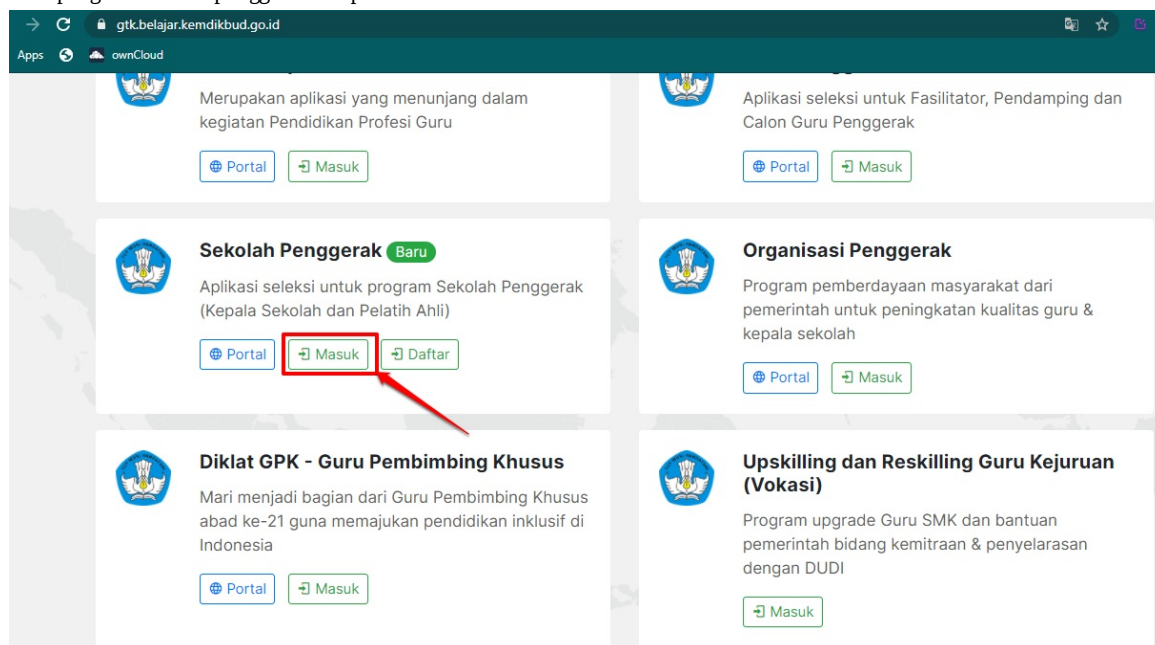 gtk.belajar.kemdikbud.go.id
Apps
ownCloud
Merupakan aplikasi yang menunjang dalam
kegiatan Pendidikan Profesi Guru
Portal
Masuk
Aplikasi seleksi untuk Fasilitator, Pendamping dan
Calon Guru Penggerak
Portal
Masuk
Sekolah Penggerak Baru
Aplikasi seleksi untuk program Sekolah Penggerak
(Kepala Sekolah dan Pelatih Ahli)
Portal
Masuk
Daftar
Organisasi Penggerak
Program pemberdayaan masyarakat dari
pemerintah untuk peningkatan kualitas guru &
kepala sekolah
Portal
Masuk
Diklat GPK - Guru Pembimbing Khusus
Mari menjadi bagian dari Guru Pembimbing Khusus
abad ke-21 guna memajukan pendidikan inklusif di
Indonesia
Portal
Masuk
Upskilling dan Reskilling Guru Kejuruan
(Vokasi)
Program upgrade Guru SMK dan bantuan
pemerintah bidang kemitraan & penyelarasan
dengan DUDI
Masuk